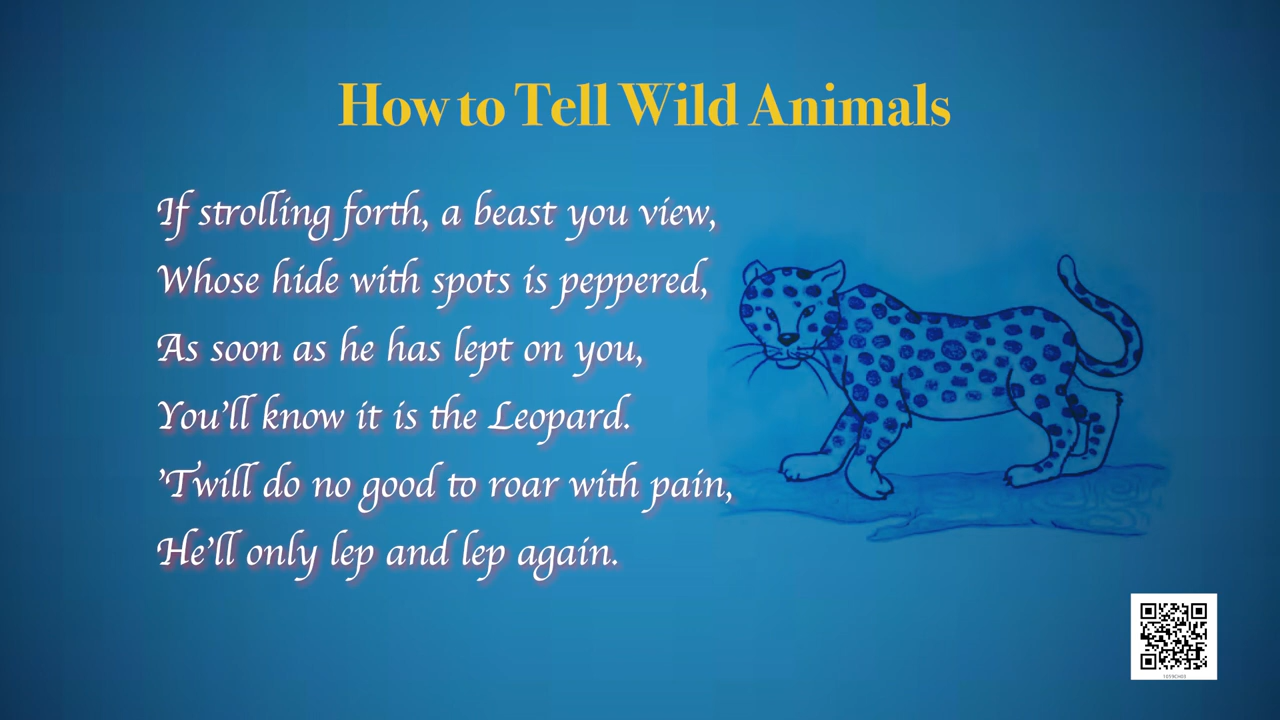 How to Tell Wild Animals
If strolling forth, a beast you view,
Whose hide with spots is peppered,
As soon as he has lept on you,
You'll know it is the Leopard.
'Twill do no good to roar with pain,
He'll only lep and lep again.
1059CH03